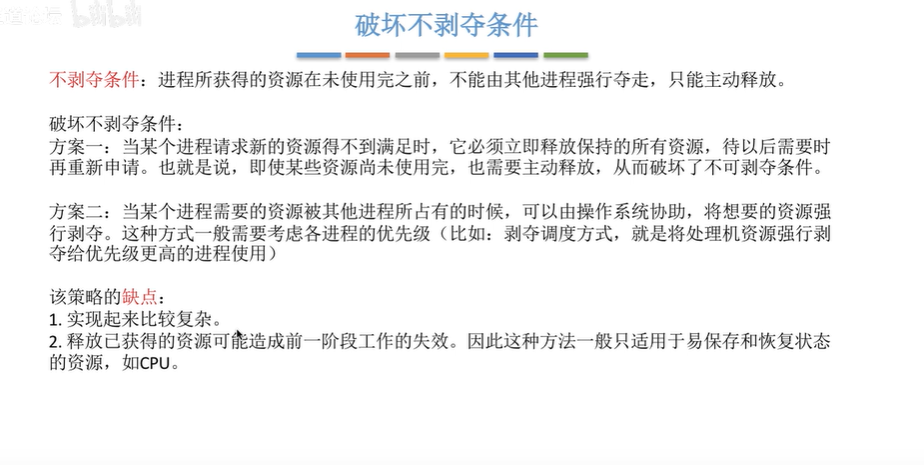 bilibili
破坏不剥夺条件
不剥夺条件：进程所获得的资源在未使用完之前，不能由其他进程强行夺走，只能主动释放。
破坏不剥夺条件：
方案一：当某个进程请求新的资源得不到满足时，它必须立即释放保持的所有资源，待以后需要时
再重新申请。也就是说，即使某些资源尚未使用完，也需要主动释放，从而破坏了不可剥夺条件。
方案二：当某个进程需要的资源被其他进程所占有的时候，可以由操作系统协助，将想要的资源强
行剥夺。这种方式一般需要考虑各进程的优先级（比如：剥夺调度方式，就是将处理机资源强行剥
夺给优先级更高的进程使用）
该策略的缺点：
1. 实现起来比较复杂。
2. 释放已获得的资源可能造成前一阶段工作的失效。因此这种方法一般只适用于易保存和恢复状态
的资源，如CPU。